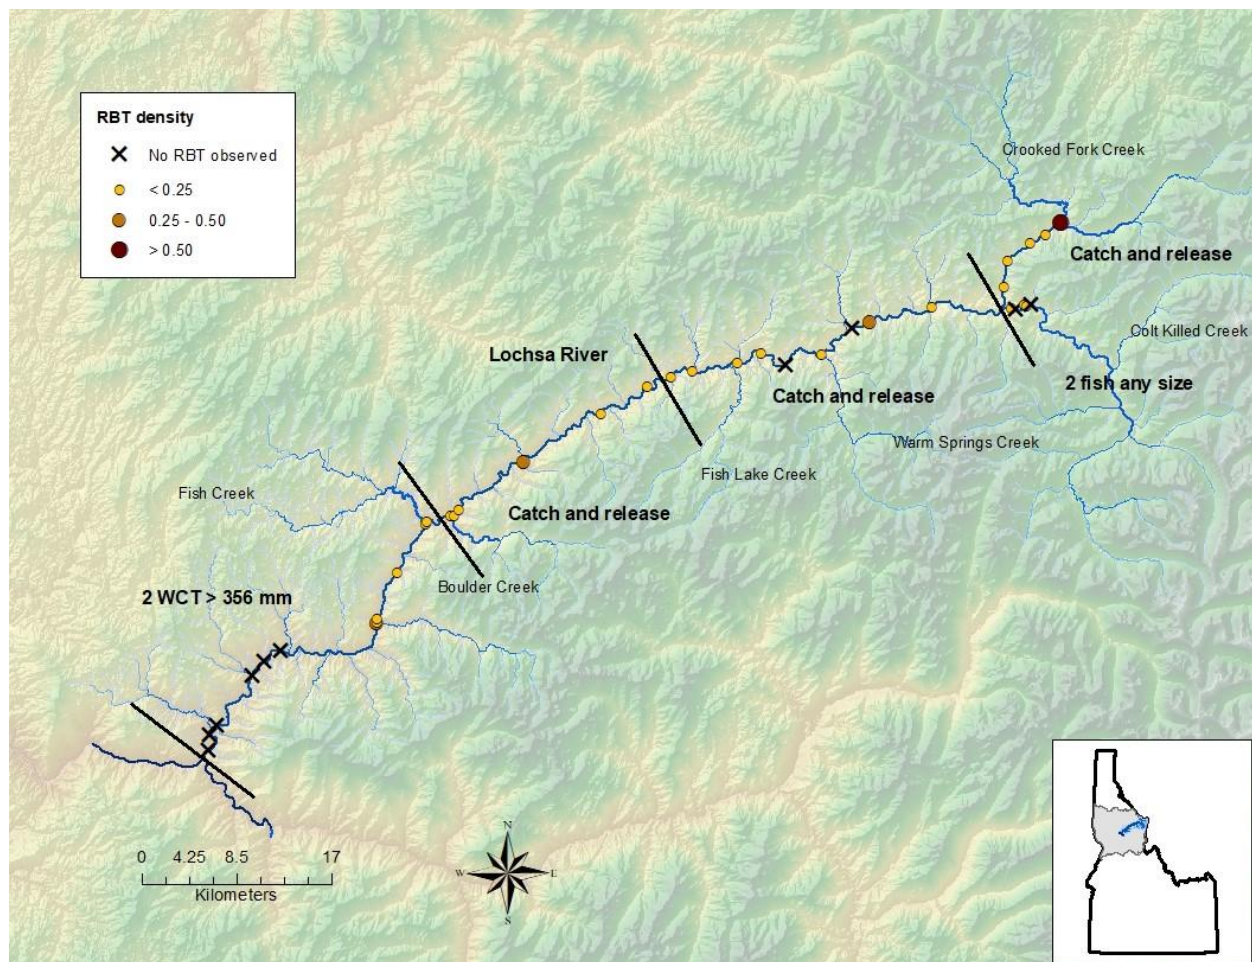 RBT density
No RBT observed
< 0.25
0.25 - 0.50
> 0.50
Crooked Fork Creek
Catch and release
Colt Killed Creek
Lochsa River
2 fish any size
Catch and release
Warm Springs Creek
Fish Lake Creek
Fish Creek
Catch and release
Boulder Creek
2 WCT > 356 mm
0 4.25 8.5 17
Kilometers
N
W E
S